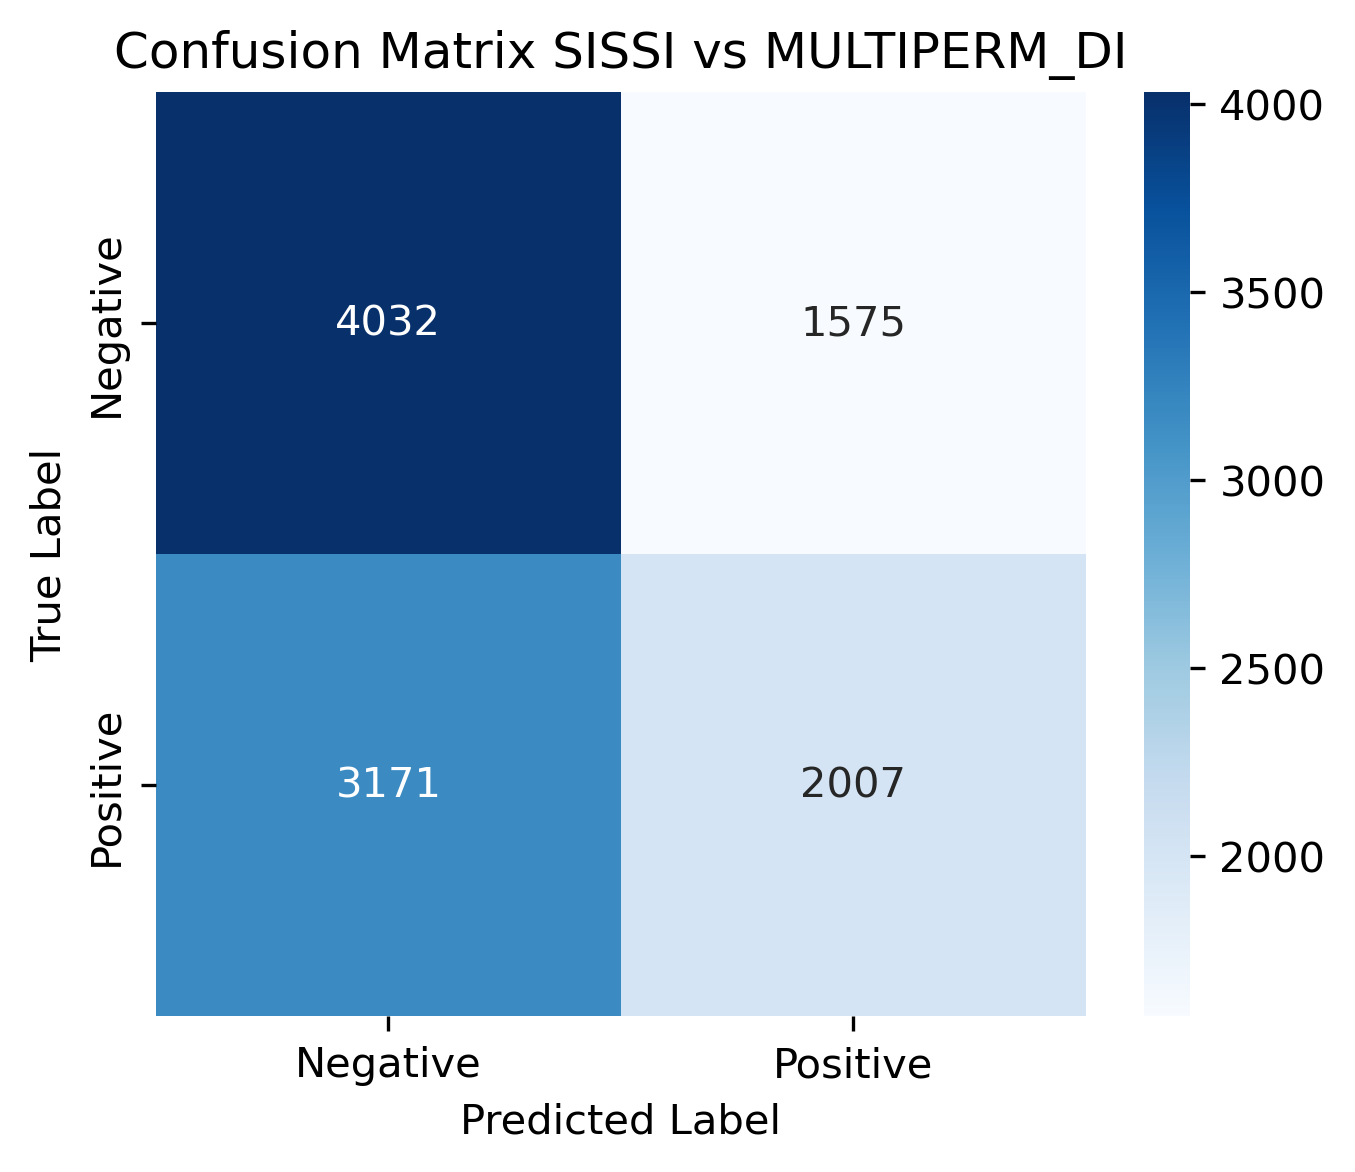 Confusion Matrix SISSI vs MULTIPERM_DI
True Label
Negative
Positive
4032
1575
3171
2007
Negative
Positive
Predicted Label
4000
3500
3000
2500
2000